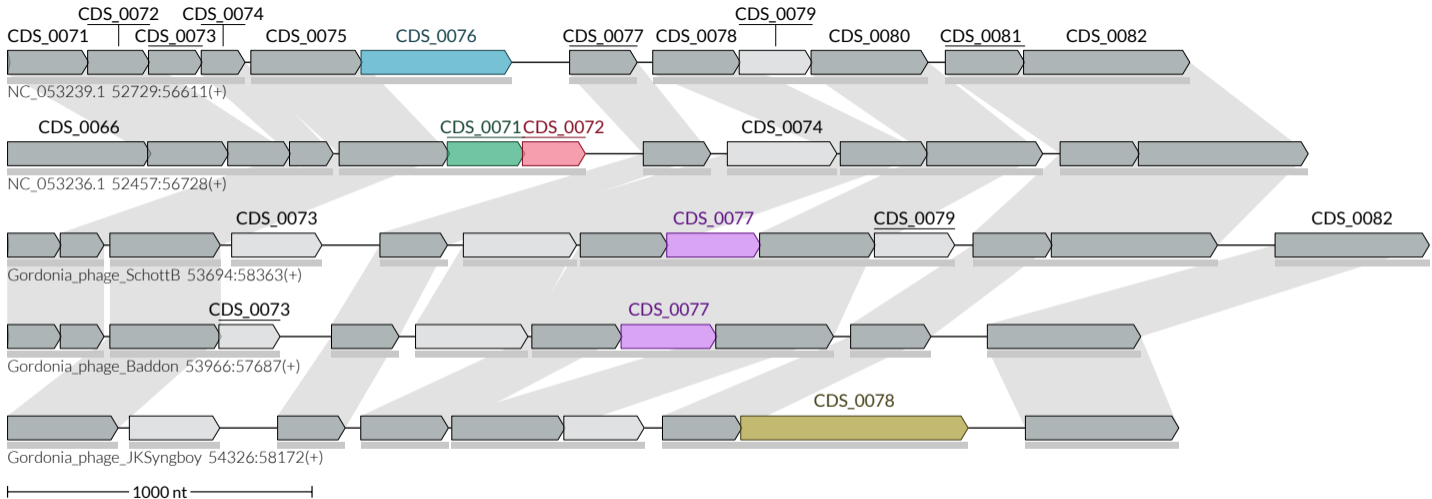 CDS_0072 CDS_0074 CDS_0079
CDS_0071 CDS_0073 CDS_0075 CDS_0076 CDS_0077 CDS_0078 CDS_0080 CDS_0081 CDS_0082
NC_053239.1 52729:56611(+)
CDS_0066 CDS_0071 CDS_0072 CDS_0074
NC_053236.1 52457:56728(+)
CDS_0073 CDS_0077 CDS_0079 CDS_0082
Gordonia_phage_SchottB 53694:58363(+)
CDS_0073 CDS_0077
Gordonia_phage_Baddon 53966:57687(+)
CDS_0078
Gordonia_phage_JKSyngboy 54326:58172(+)
1000 nt